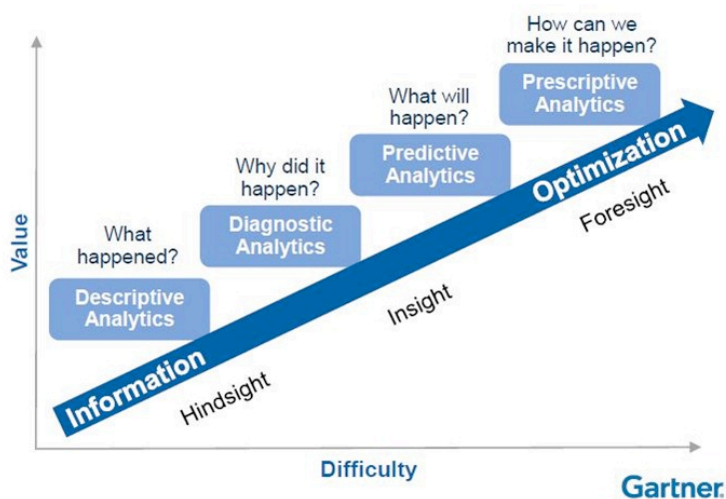 How can we
make it happen?
Prescriptive
Analytics
What will
happen?
Predictive
Analytics
Optimization
Why did it
happen?
Diagnostic
Analytics
Foresight
What
happened?
Descriptive
Analytics
Insight
Information
Hindsight
Value
Difficulty
Gartner.